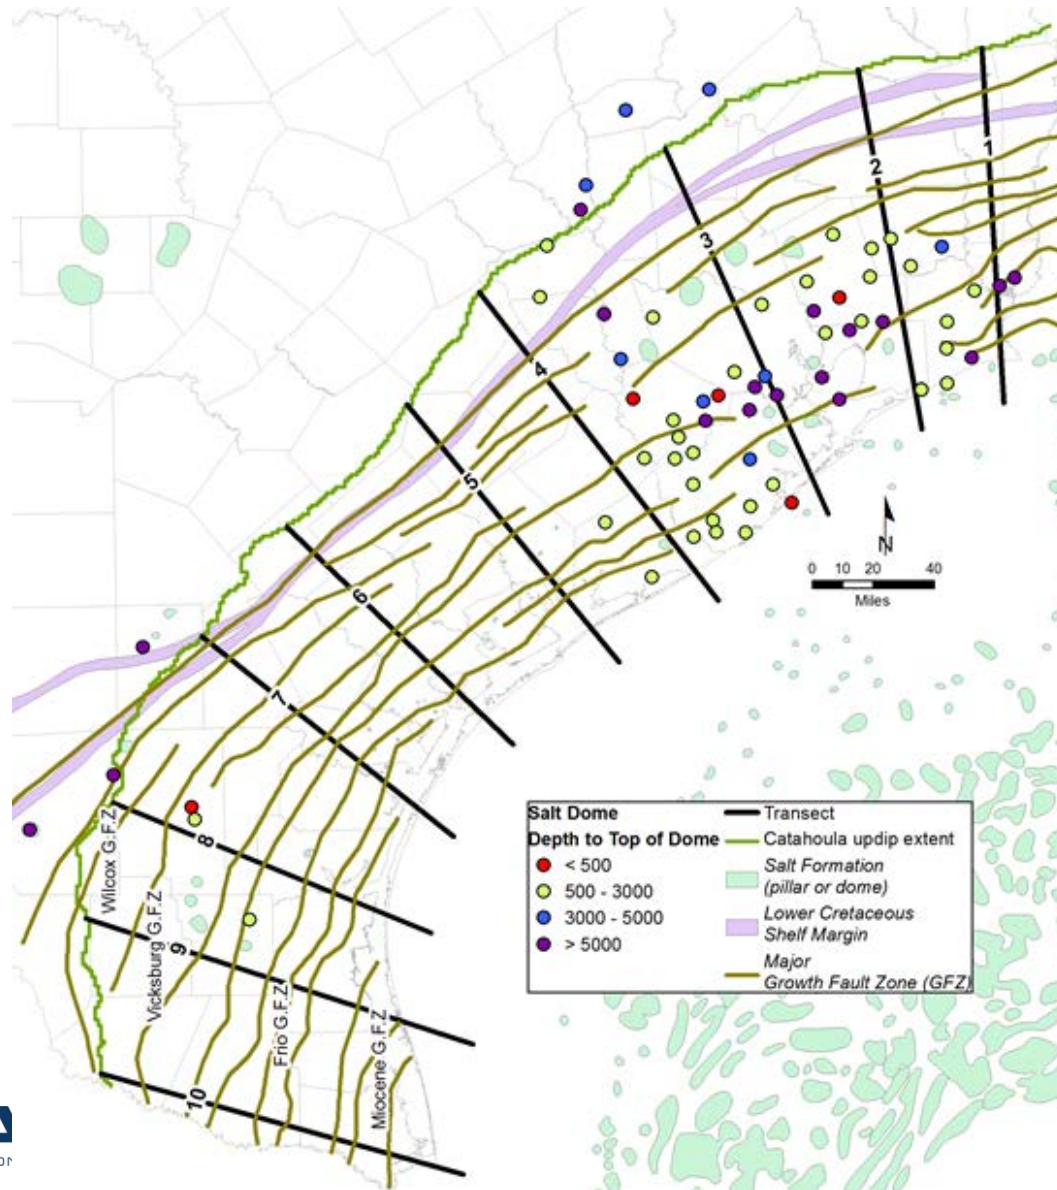 1
2
3
4
5
6
7
8
9
10
N
0 10 20 40
Miles
Wilcox G.F.Z
Vicksburg G.F.Z
Frio G.F.Z
Miocene G.F.Z
Salt Dome
Depth to Top of Dome
< 500
500 - 3000
3000 - 5000
> 5000
Transect
Catahoula updip extent
Salt Formation
(pillar or dome)
Lower Cretaceous
Shelf Margin
Major
Growth Fault Zone (GFZ)